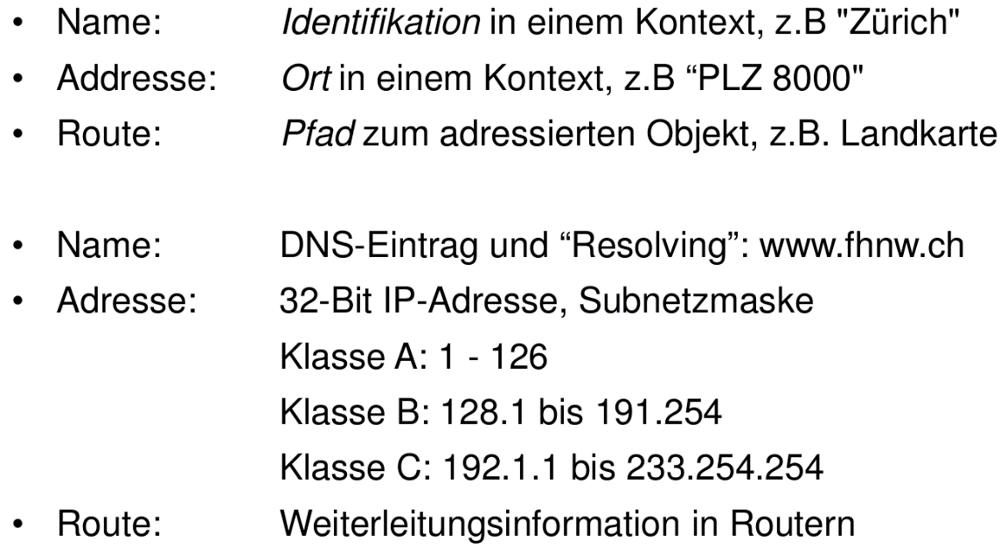 • Name: Identifikation in einem Kontext, z.B "Zürich"
• Addresse: Ort in einem Kontext, z.B “PLZ 8000"
• Route: Pfad zum adressierten Objekt, z.B. Landkarte
• Name: DNS-Eintrag und “Resolving”: www.fhnw.ch
• Adresse: 32-Bit IP-Adresse, Subnetzmaske
Klasse A: 1 - 126
Klasse B: 128.1 bis 191.254
Klasse C: 192.1.1 bis 233.254.254
• Route: Weiterleitungsinformation in Routern